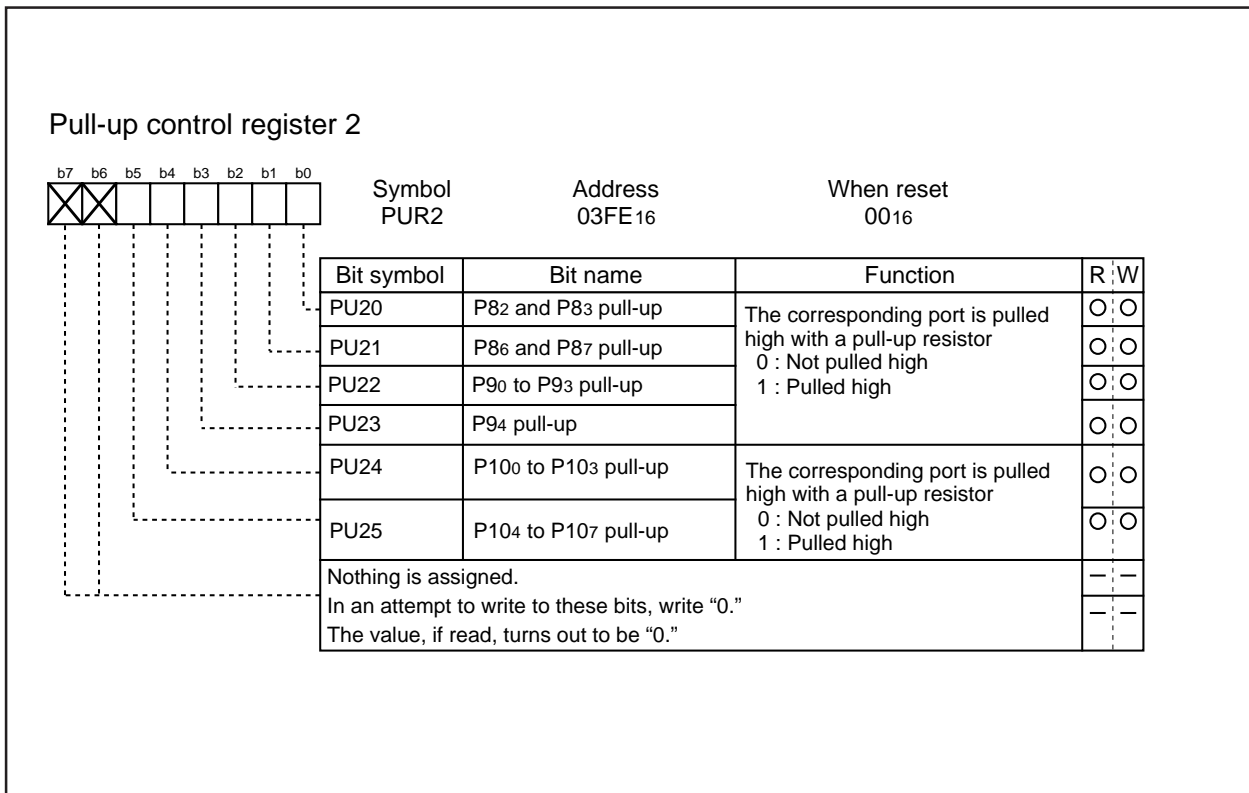 Pull-up control register 2
b7 b6 b5 b4 b3 b2 b1 b0
Symbol Address When reset
PUR2 03FE16 0016
Bit symbol Bit name Function R W
PU20 P82 and P83 pull-up The corresponding port is pulled
high with a pull-up resistor
0 : Not pulled high
1 : Pulled high
PU21 P86 and P87 pull-up
PU22 P90 to P93 pull-up
PU23 P94 pull-up
PU24 P100 to P103 pull-up The corresponding port is pulled
high with a pull-up resistor
0 : Not pulled high
1 : Pulled high
PU25 P104 to P107 pull-up
Nothing is assigned.
In an attempt to write to these bits, write “0.”
The value, if read, turns out to be “0.”